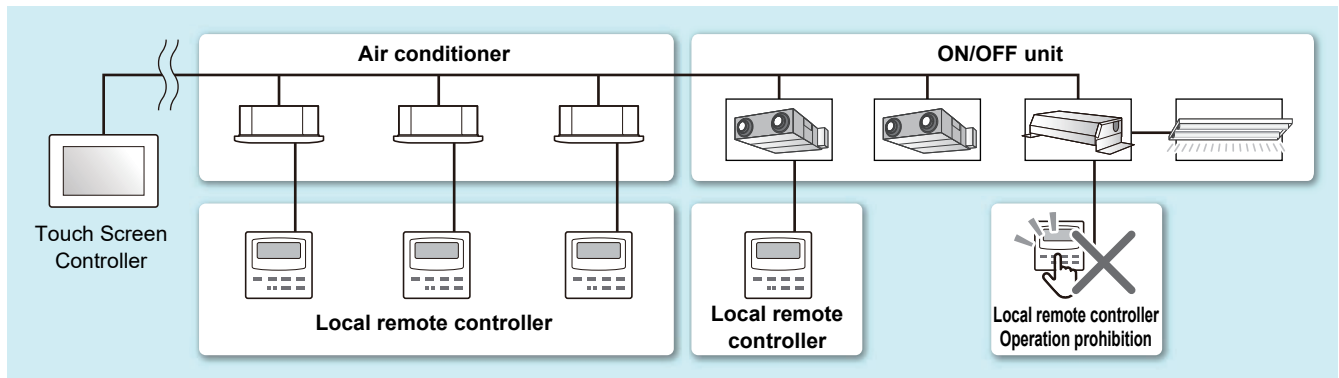 Air conditioner
ON/OFF unit
Touch Screen
Controller
Local remote controller
Local remote
controller
Local remote controller
Operation prohibition